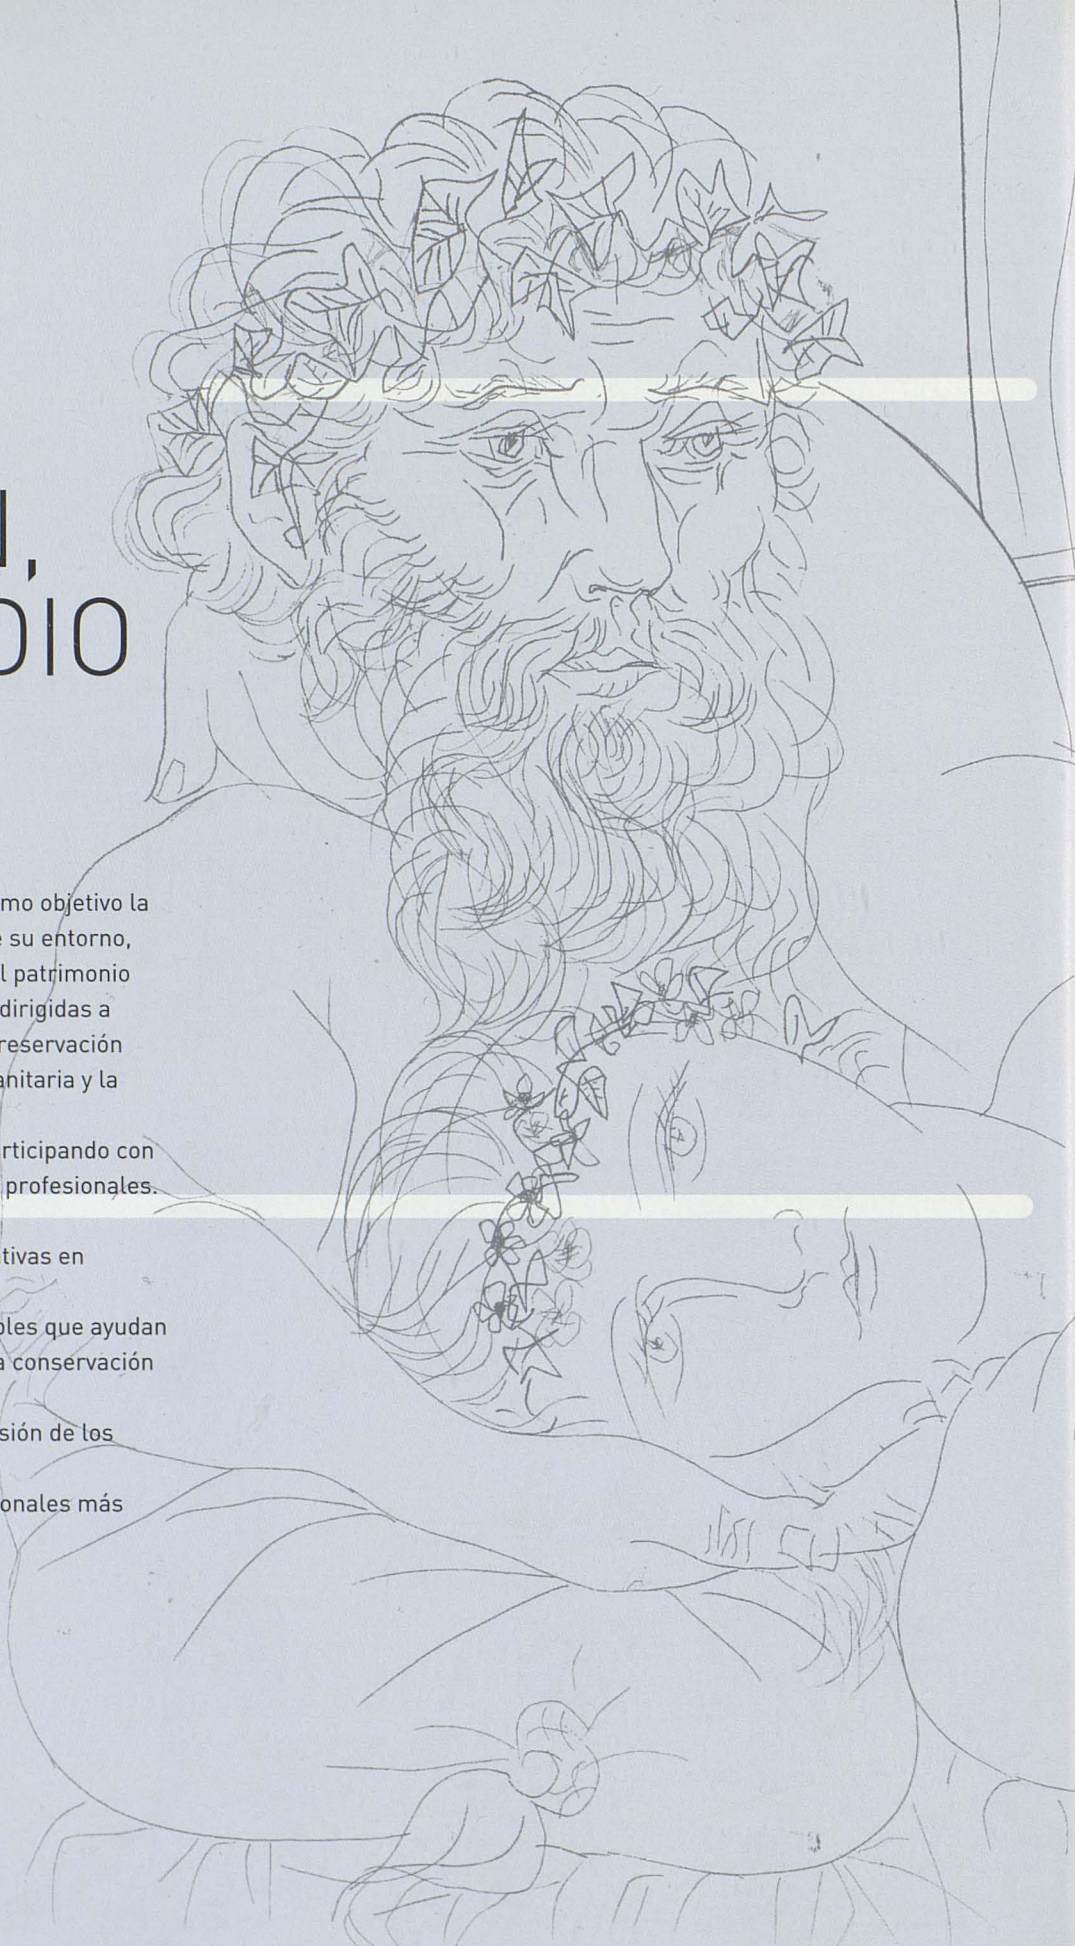 ,
DIO
mo objetivo la
e su entorno,
l patrimonio
dirigidas a
reservación
anitaria y la
rticipando con
profesionales.
tivas en
bles que ayudan
a conservación
sión de los
onales más